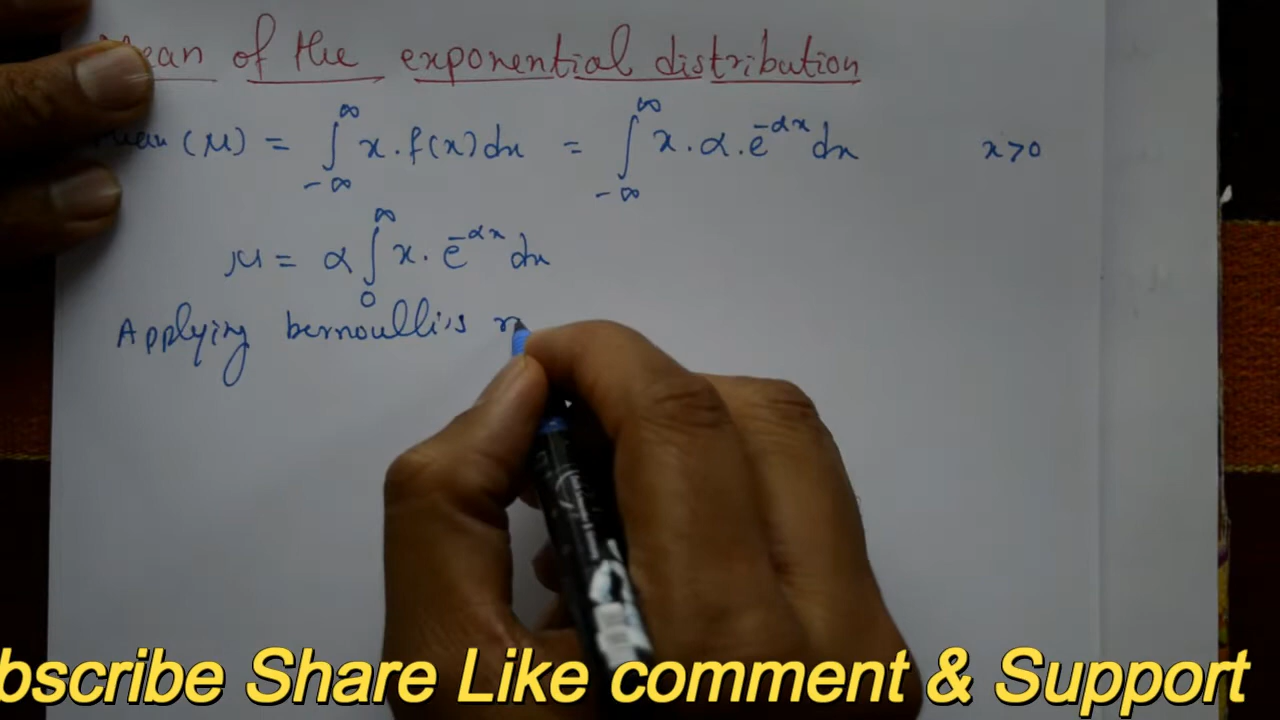 Mean of the exponential distribution
Mean (μ) = ∫_{-∞}^{∞} x . f(x) dx = ∫_{-∞}^{∞} x . α . e^{-αx} dx x > 0
μ = α ∫_{0}^{∞} x . e^{-αx} dx
Applying bernoulli's
bscribe Share Like comment & Support